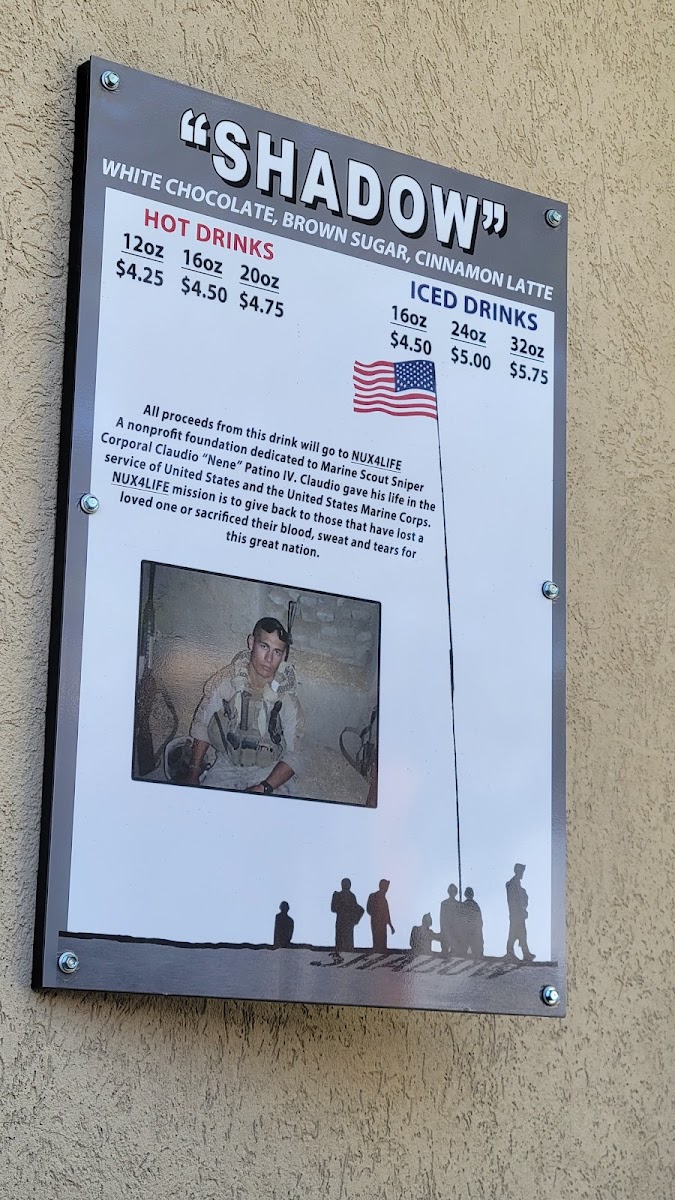 “SHADOW”
WHITE CHOCOLATE, BROWN SUGAR, CINNAMON LATTE
HOT DRINKS
12oz 16oz 20oz
$4.25 $4.50 $4.75
ICED DRINKS
16oz 24oz 32oz
$4.50 $5.00 $5.75
All proceeds from this drink will go to NUX4LIFE
A nonprofit foundation dedicated to Marine Scout Sniper
Corporal Claudio “Nene” Patino IV. Claudio gave his life in the
service of United States and the United States Marine Corps.
NUX4LIFE mission is to give back to those that have lost a
loved one or sacrificed their blood, sweat and tears for
this great nation.
SHADOW